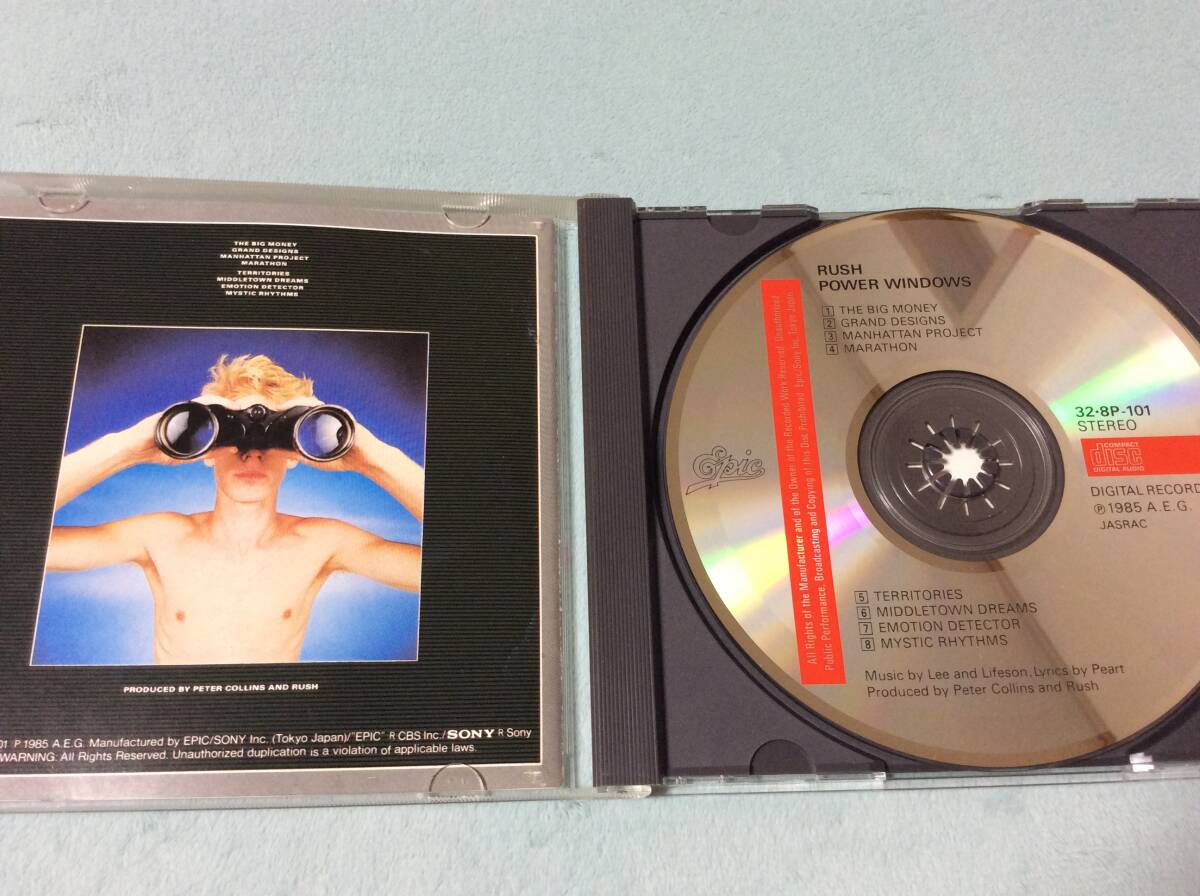 THE BIG MONEY
GRAND DESIGNS
MANHATTAN PROJECT
MARATHON
TERRITORIES
MIDDLETOWN DREAMS
EMOTION DETECTOR
MYSTIC RHYTHMS
PRODUCED BY PETER COLLINS AND RUSH
01 P 1985 A.E.G. Manufactured by EPIC/SONY Inc. (Tokyo Japan)/"EPIC" R CBS Inc./SONY R Sony
WARNING: All Rights Reserved. Unauthorized duplication is a violation of applicable laws.
RUSH
POWER WINDOWS
1 THE BIG MONEY
2 GRAND DESIGNS
3 MANHATTAN PROJECT
4 MARATHON
All Rights of the Manufacturer and of the Owner of the Recorded Work Reserved. Unauthorized
Public Performance, Broadcasting and Copying of this Disc Prohibited. Epic/Sony Inc. Tokyo Japan
Epic
32·8P-101
STEREO
COMPACT
disc
DIGITAL AUDIO
DIGITAL RECORD
Ⓟ1985 A.E.G.
JASRAC
5 TERRITORIES
6 MIDDLETOWN DREAMS
7 EMOTION DETECTOR
8 MYSTIC RHYTHMS
Music by Lee and Lifeson, Lyrics by Peart
Produced by Peter Collins and Rush